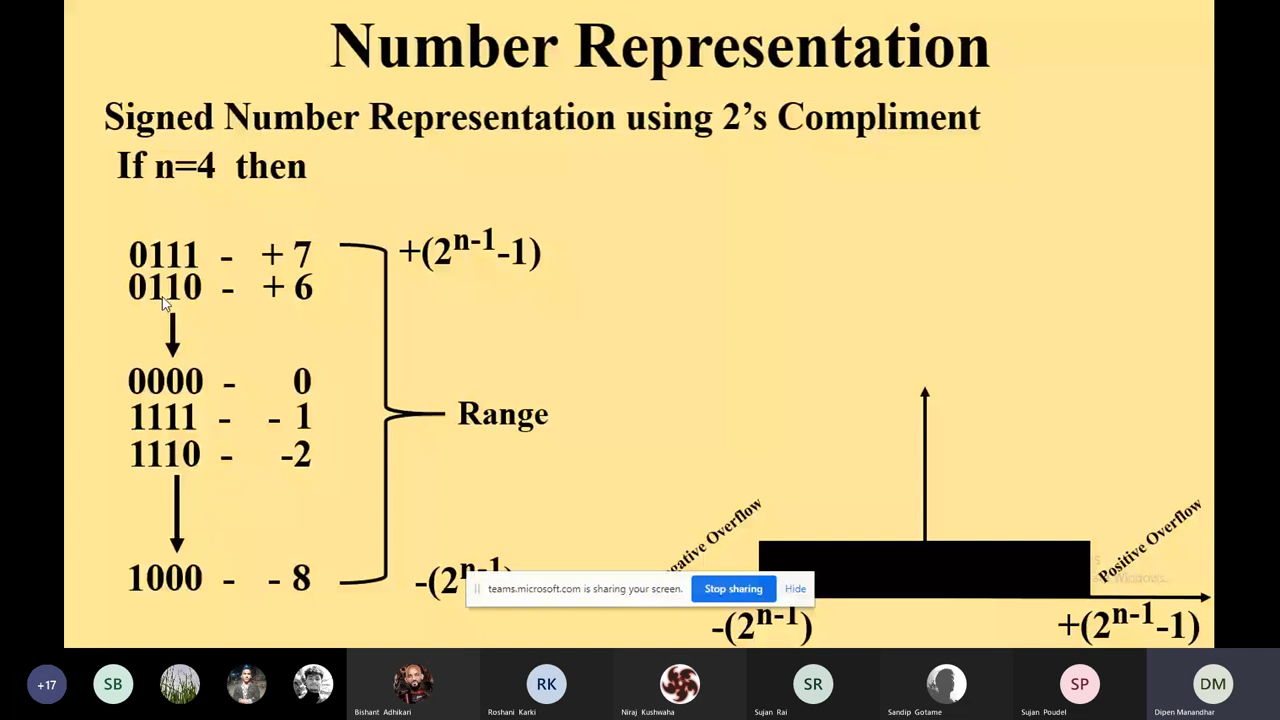 Number Representation
Signed Number Representation using 2’s Compliment
If n=4 then
0111 - + 7
+(2^n-1-1)
0110 - + 6
0000 - 0
1111 - - 1
Range
1110 - -2
Positive Overflow
1000 - - 8
teams.microsoft.com is sharing your screen.
Stop sharing
Hide
-(2^n-1)
+(2^n-1-1)
+17
SB
RK
SR
SP
DM
Bishant Adhikari
Roshani Karki
Niraj Kushwaha
Sujan Rai
Sandip Gotame
Sujan Poudel
Dipen Manandhar